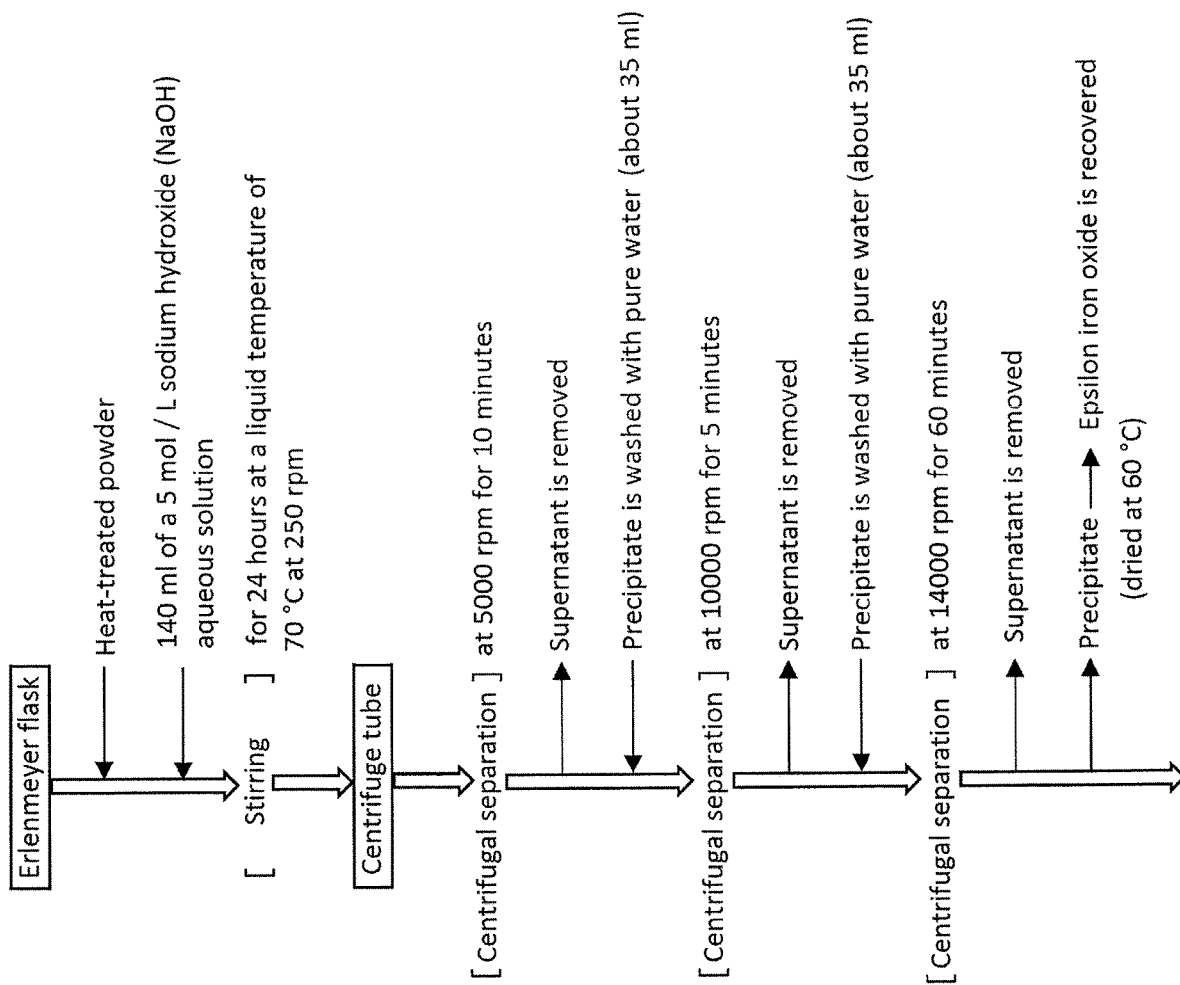 Erlenmeyer flask
Heat-treated powder
140 ml of a 5 mol / L sodium hydroxide (NaOH)
aqueous solution
[ Stirring ] for 24 hours at a liquid temperature of
70 °C at 250 rpm
Centrifuge tube
[ Centrifugal separation ] at 5000 rpm for 10 minutes
Supernatant is removed
Precipitate is washed with pure water (about 35 ml)
[ Centrifugal separation ] at 10000 rpm for 5 minutes
Supernatant is removed
Precipitate is washed with pure water (about 35 ml)
[ Centrifugal separation ] at 14000 rpm for 60 minutes
Supernatant is removed
Precipitate → Epsilon iron oxide is recovered
(dried at 60 °C)